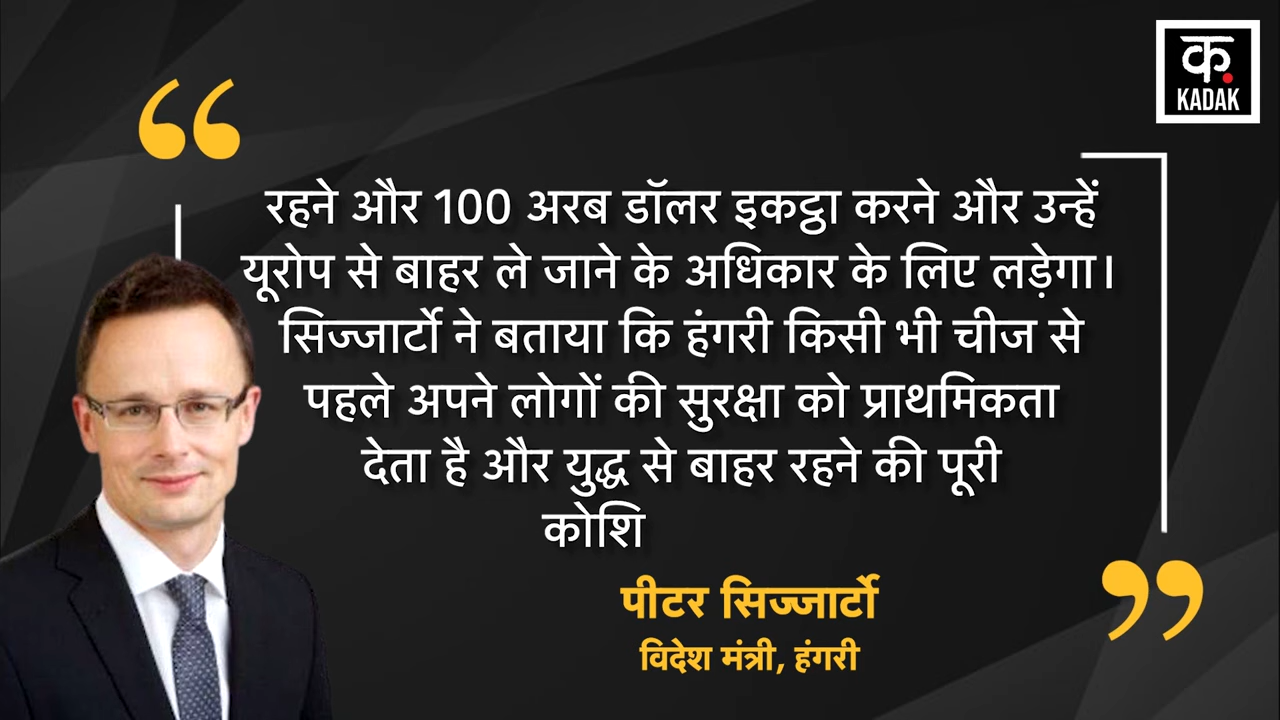 क.
KADAK
“
रहने और 100 अरब डॉलर इकट्ठा करने और उन्हें
यूरोप से बाहर ले जाने के अधिकार के लिए लड़ेगा।
सिज्जार्टो ने बताया कि हंगरी किसी भी चीज से
पहले अपने लोगों की सुरक्षा को प्राथमिकता
देता है और युद्ध से बाहर रहने की पूरी
कोशि
”
पीटर सिज्जार्टो
विदेश मंत्री, हंगरी